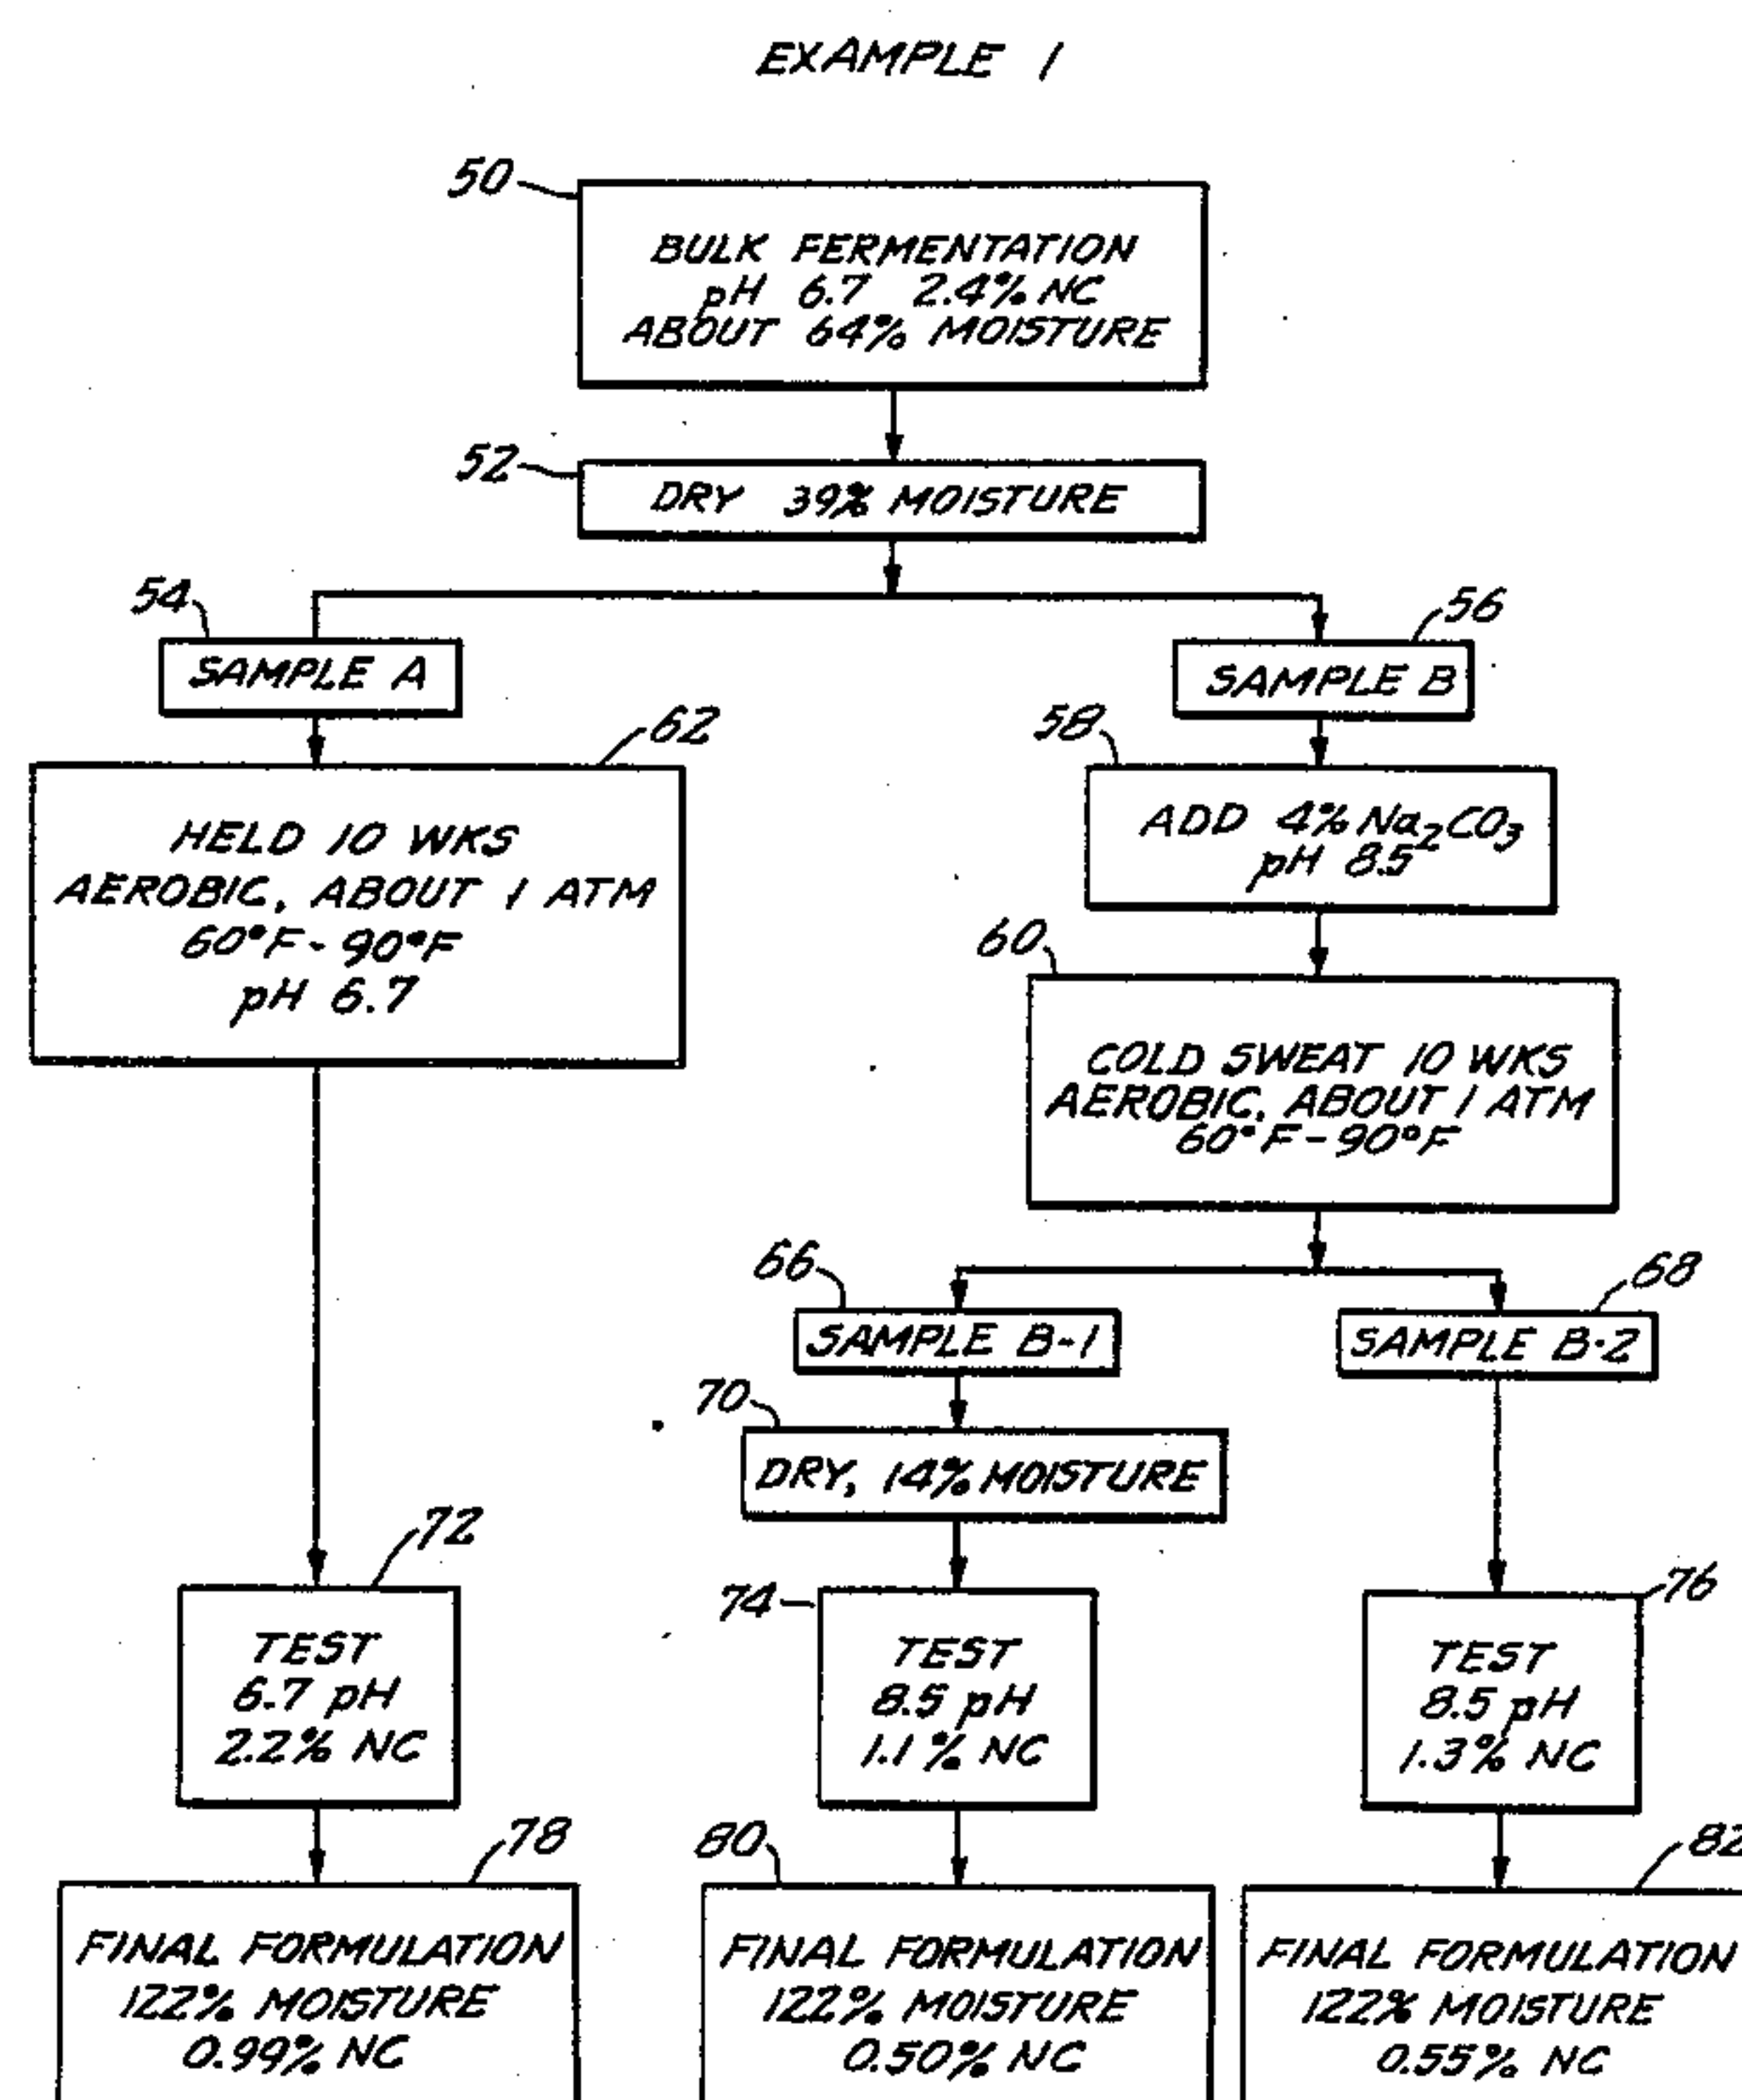 EXAMPLE 1
50
BULK FERMENTATION
pH 6.7 2.4% NC
ABOUT 64% MOISTURE
52
DRY 39% MOISTURE
54
SAMPLE A
56
SAMPLE B
62
HELD 10 WKS
AEROBIC, ABOUT 1 ATM
60°F - 90°F
pH 6.7
58
ADD 4% Na2CO3
pH 8.5
60
COLD SWEAT 10 WKS
AEROBIC, ABOUT 1 ATM
60°F - 90°F
66
SAMPLE B-1
68
SAMPLE B-2
70
DRY, 14% MOISTURE
72
TEST
6.7 pH
2.2% NC
74
TEST
8.5 pH
1.1% NC
76
TEST
8.5 pH
1.3% NC
78
FINAL FORMULATION
122% MOISTURE
0.99% NC
80
FINAL FORMULATION
122% MOISTURE
0.50% NC
82
FINAL FORMULATION
122% MOISTURE
0.55% NC